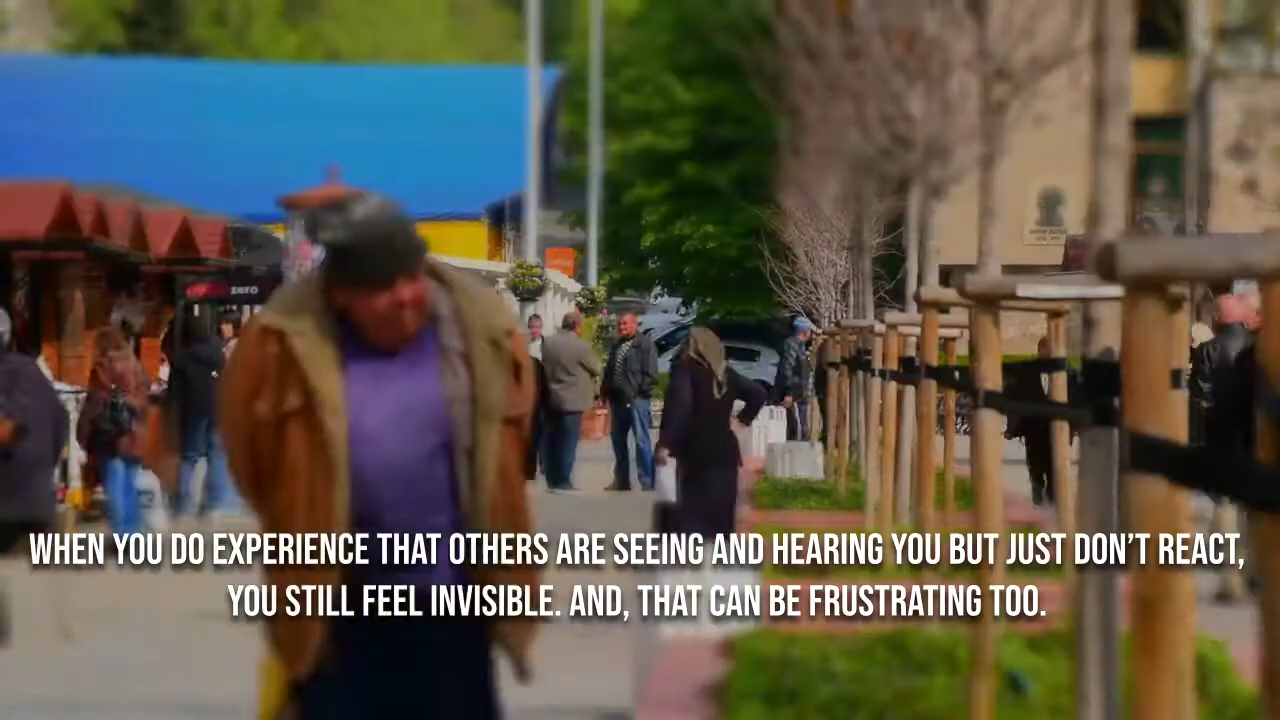 zero
WHEN YOU DO EXPERIENCE THAT OTHERS ARE SEEING AND HEARING YOU BUT JUST DON’T REACT,
YOU STILL FEEL INVISIBLE. AND, THAT CAN BE FRUSTRATING TOO.